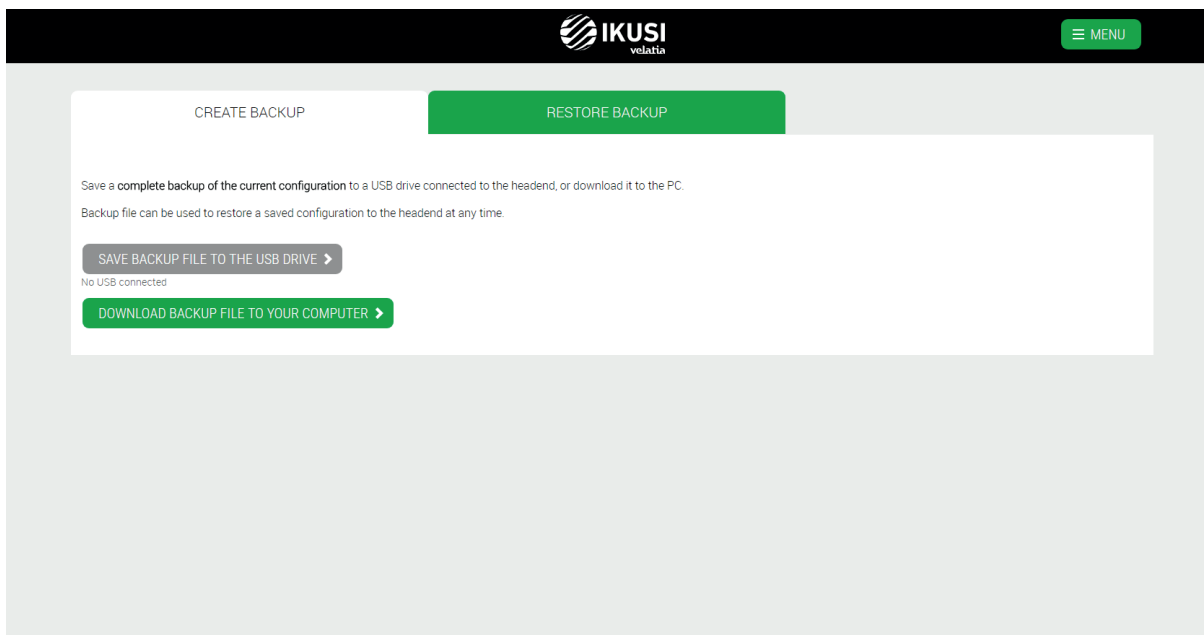 IKUSI
velatia
MENU
CREATE BACKUP
RESTORE BACKUP
Save a complete backup of the current configuration to a USB drive connected to the headend, or download it to the PC.
Backup file can be used to restore a saved configuration to the headend at any time.
SAVE BACKUP FILE TO THE USB DRIVE
No USB connected
DOWNLOAD BACKUP FILE TO YOUR COMPUTER